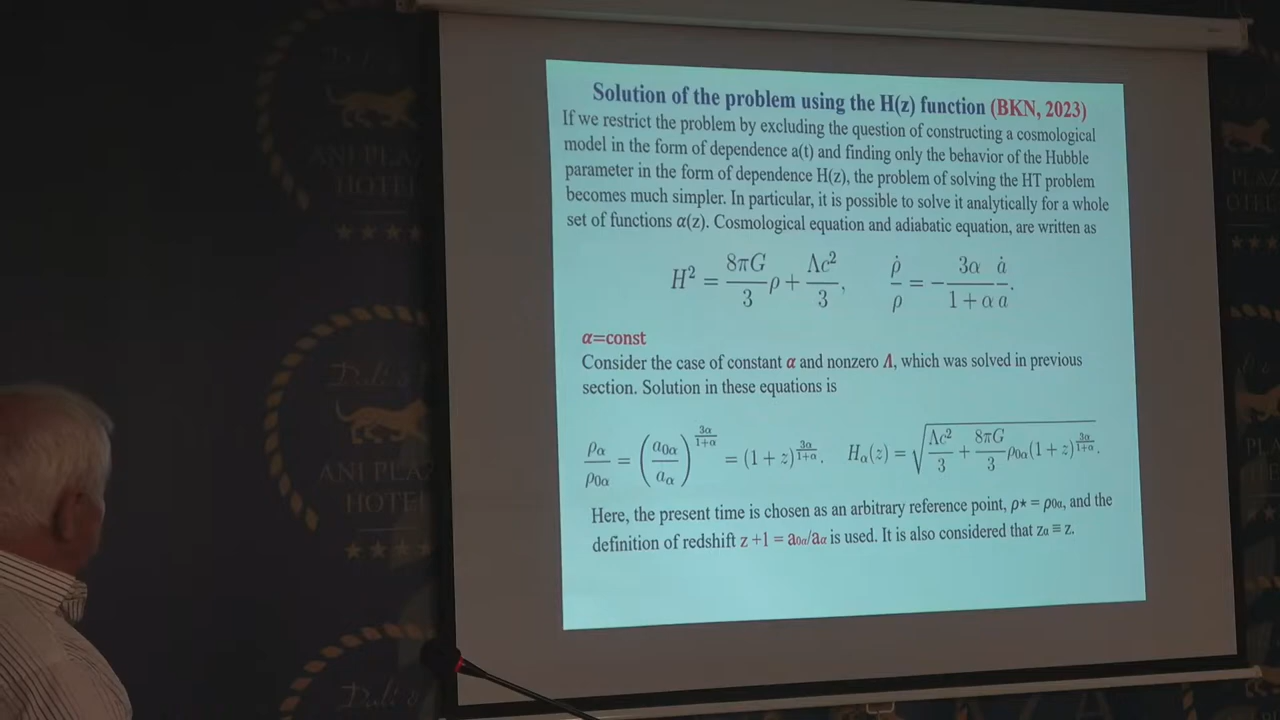 Solution of the problem using the H(z) function (BKN, 2023)
If we restrict the problem by excluding the question of constructing a cosmological
model in the form of dependence a(t) and finding only the behavior of the Hubble
parameter in the form of dependence H(z), the problem of solving the HT problem
becomes much simpler. In particular, it is possible to solve it analytically for a whole
set of functions α(z). Cosmological equation and adiabatic equation, are written as
H² = 8πG/3 ρ + Λc²/3, ρ̇/ρ = − 3α/(1+α) ȧ/a.
α=const
Consider the case of constant α and nonzero Λ, which was solved in previous
section. Solution in these equations is
ρα/ρ0α = (a0α/aα)^(3α/(1+α)) = (1+z)^(3α/(1+α)). Hα(z) = √(Λc²/3 + 8πG/3 ρ0α(1+z)^(3α/(1+α))).
Here, the present time is chosen as an arbitrary reference point, ρ⋆ = ρ0α, and the
definition of redshift z +1 = a0α/aα is used. It is also considered that zα ≡ z.
ANI PLAZA
HOTEL
★★★★
ANI PLAZA
HOTEL
★★★★